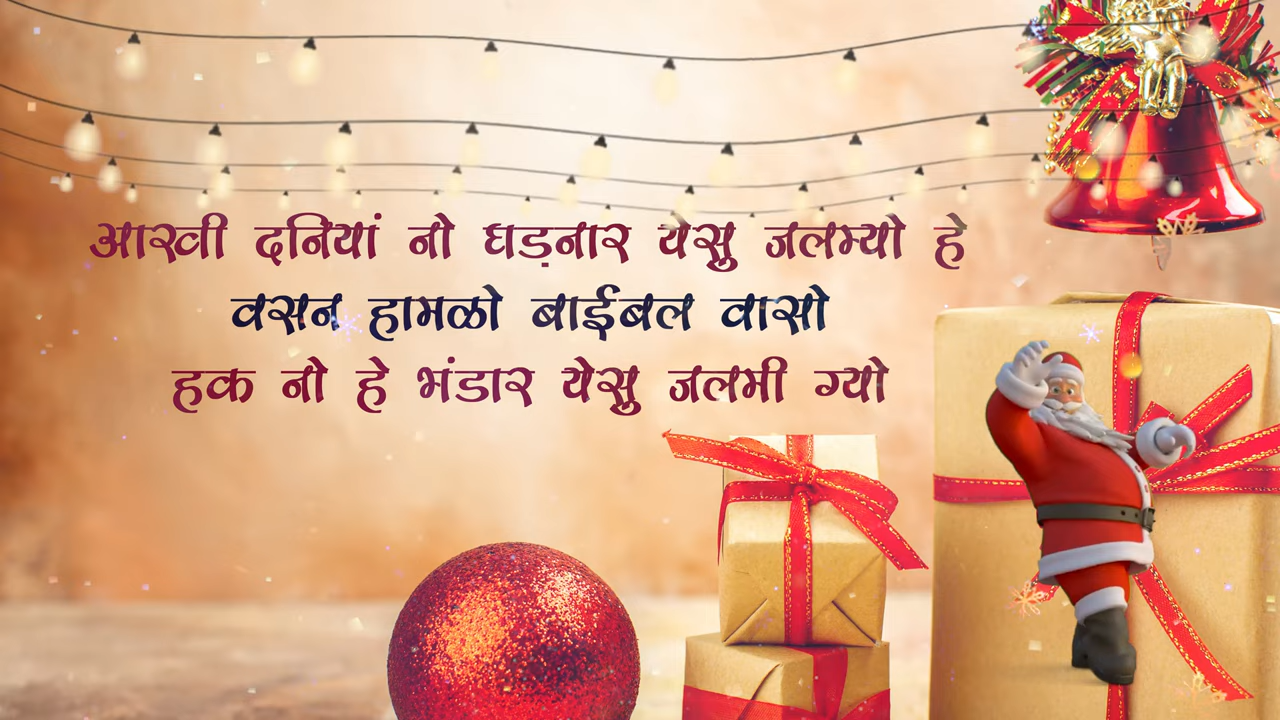 आखी दनियां नो घड़नार येसु जलम्यो हे
वसन हामळो बाईबल वासो
हक नो हे भंडार येसु जलमी ग्यो